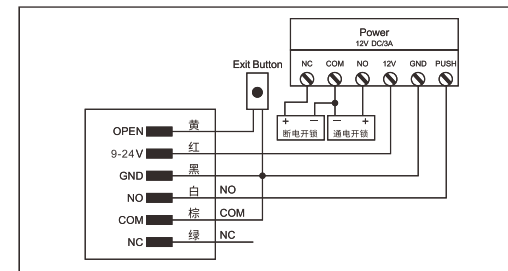 Power
12V DC/3A
Exit Button
NC COM NO 12V GND PUSH
+ − − +
断电开锁 通电开锁
OPEN 黄
9-24V 红
GND 黑
NO 白 NO
COM 棕 COM
NC 绿 NC